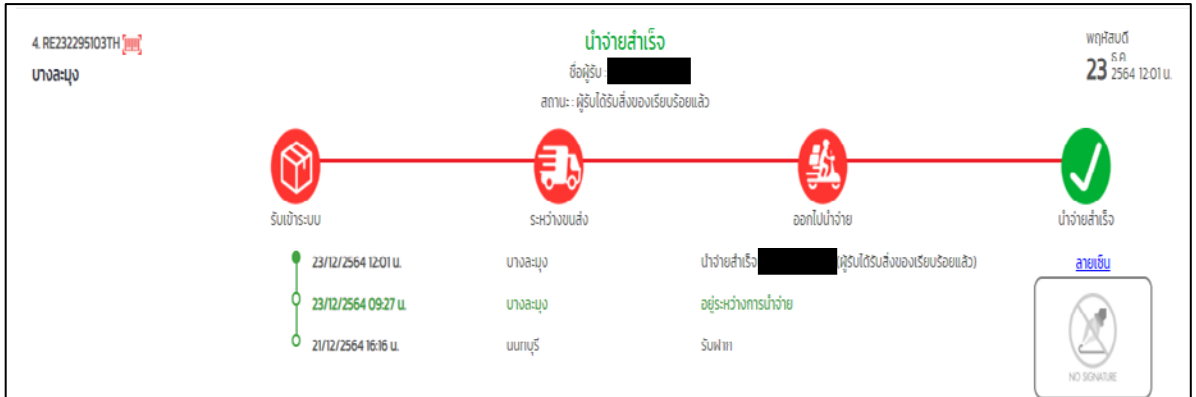 4. RE232295103TH
บางละมุง
นำจ่ายสำเร็จ
ชื่อผู้รับ :
สถานะ : ผู้รับได้รับสิ่งของเรียบร้อยแล้ว
พฤหัสบดี
23 ธ.ค. 2564 12:01 น.
รับเข้าระบบ
ระหว่างขนส่ง
ออกไปนำจ่าย
นำจ่ายสำเร็จ
23/12/2564 12:01 น. บางละมุง นำจ่ายสำเร็จ (ผู้รับได้รับสิ่งของเรียบร้อยแล้ว) ลายเซ็น
23/12/2564 09:27 น. บางละมุง อยู่ระหว่างการนำจ่าย
21/12/2564 16:16 น. นนทบุรี รับฝาก
NO SIGNATURE